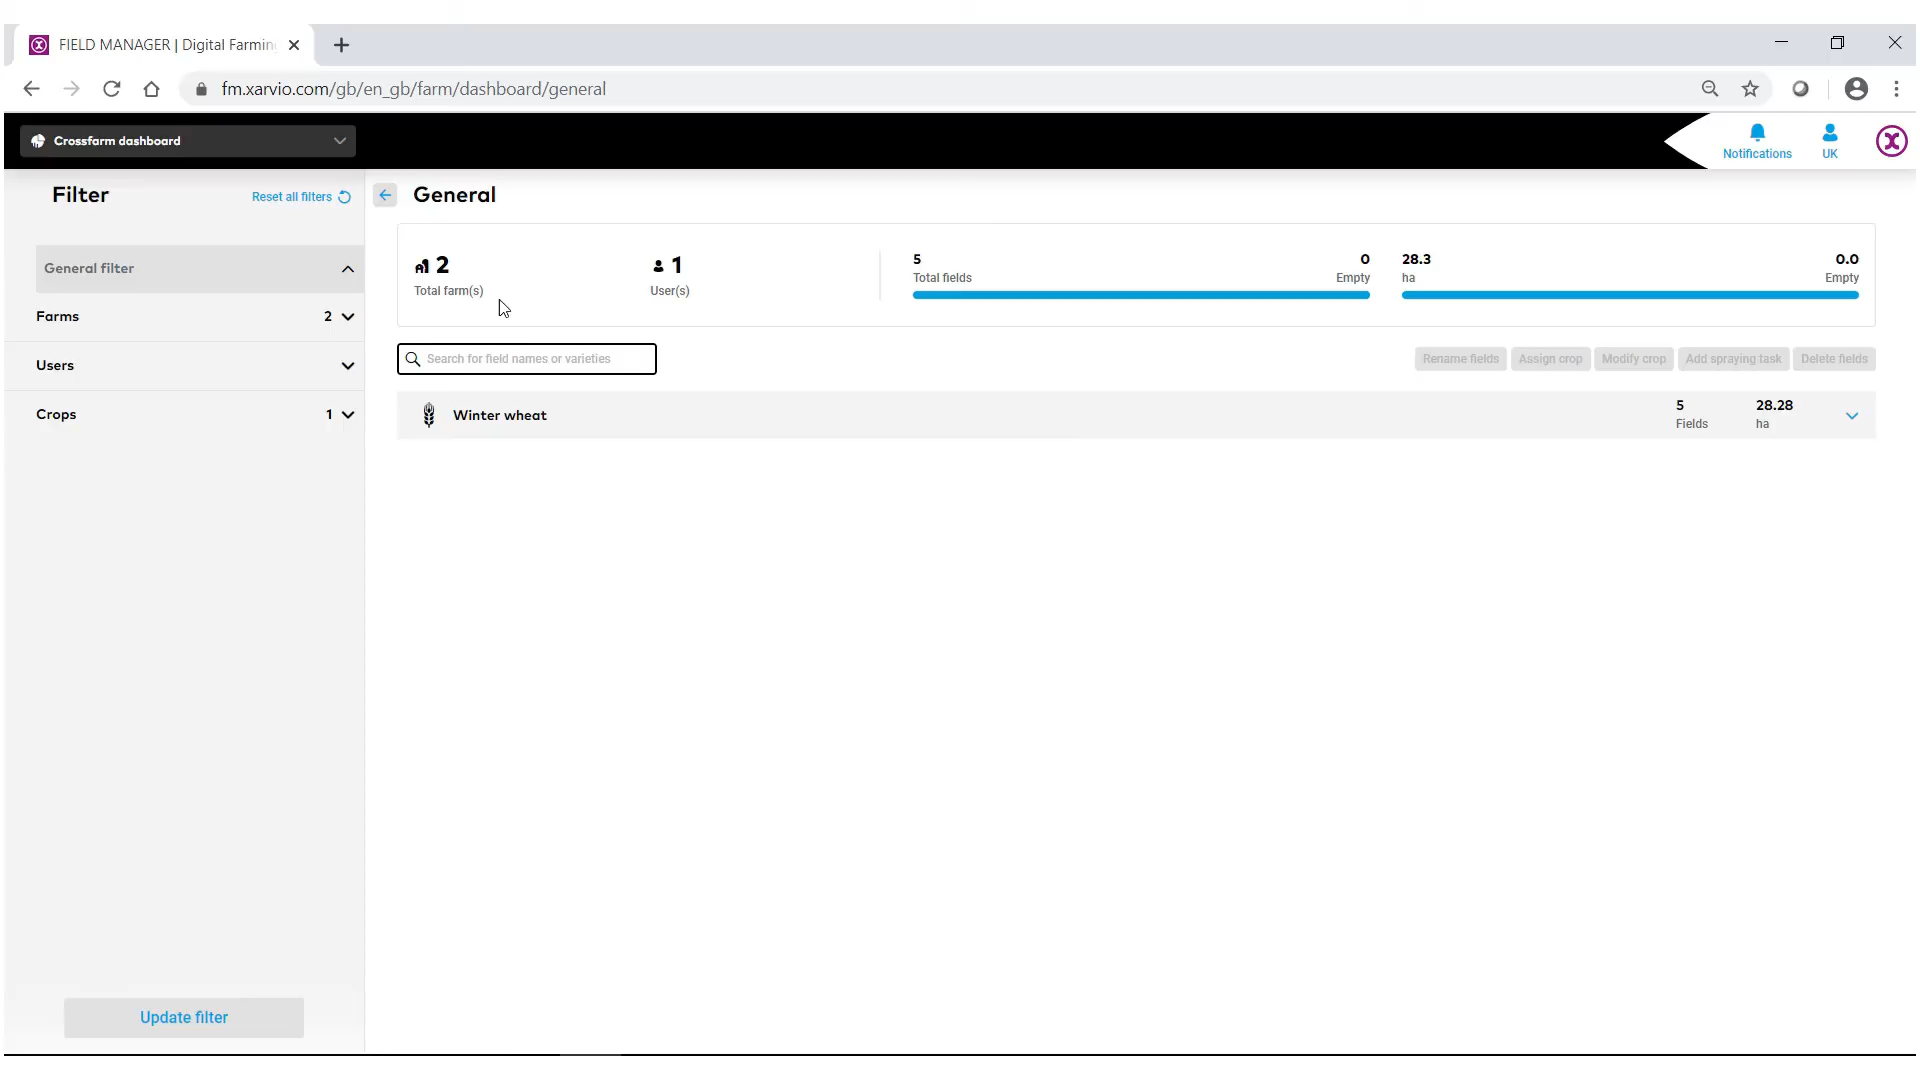 FIELD MANAGER | Digital Farming
fm.xarvio.com/gb/en_gb/farm/dashboard/general
Crossfarm dashboard
Notifications
UK
Filter
Reset all filters
General
General filter
Farms 2
Users
Crops 1
2
Total farm(s)
1
User(s)
5 0
Total fields Empty
28.3 0.0
ha Empty
Search for field names or varieties
Rename fields Assign crop Modify crop Add spraying task Delete fields
Winter wheat
5
Fields
28.28
ha
Update filter